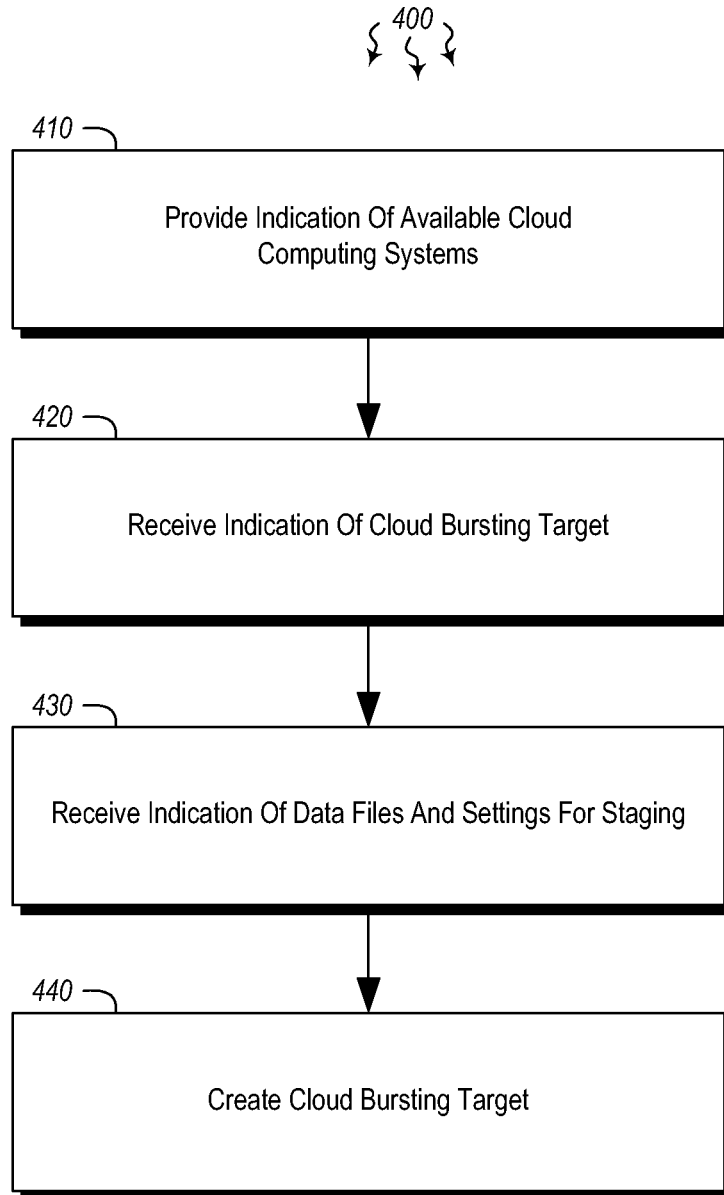 400
410
Provide Indication Of Available Cloud
Computing Systems
420
Receive Indication Of Cloud Bursting Target
430
Receive Indication Of Data Files And Settings For Staging
440
Create Cloud Bursting Target